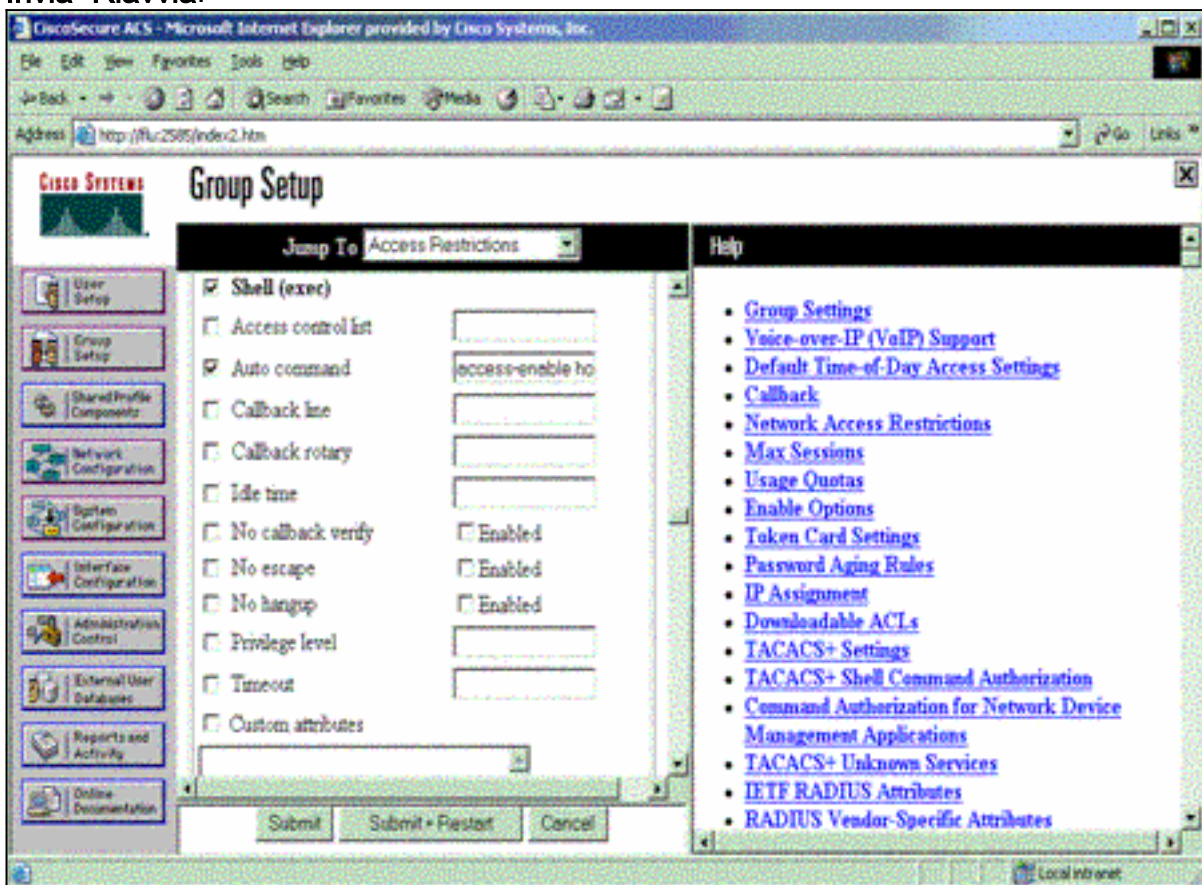 Invia+Riavvia.
CiscoSecure ACS - Microsoft Internet Explorer provided by Cisco Systems, Inc.
File Edit View Favorites Tools Help
Back Search Favorites Media
Address Go Links »
Cisco Systems
Group Setup
Jump To Access Restrictions
User Setup
Group Setup
Shared Profile Components
Network Configuration
System Configuration
Interface Configuration
Administration Control
External User Databases
Reports and Activity
Online Documentation
Shell (exec)
Access control list
Auto command access-enable ho
Callback line
Callback rotary
Idle time
No callback verify Enabled
No escape Enabled
No hangup Enabled
Privilege level
Timeout
Custom attributes
Submit Submit + Restart Cancel
Help
Group Settings
Voice-over-IP (VoIP) Support
Default Time-of-Day Access Settings
Callback
Network Access Restrictions
Max Sessions
Usage Quotas
Enable Options
Token Card Settings
Password Aging Rules
IP Assignment
Downloadable ACLs
TACACS+ Settings
TACACS+ Shell Command Authorization
Command Authorization for Network Device
Management Applications
TACACS+ Unknown Services
IETF RADIUS Attributes
RADIUS Vendor-Specific Attributes
Local intranet